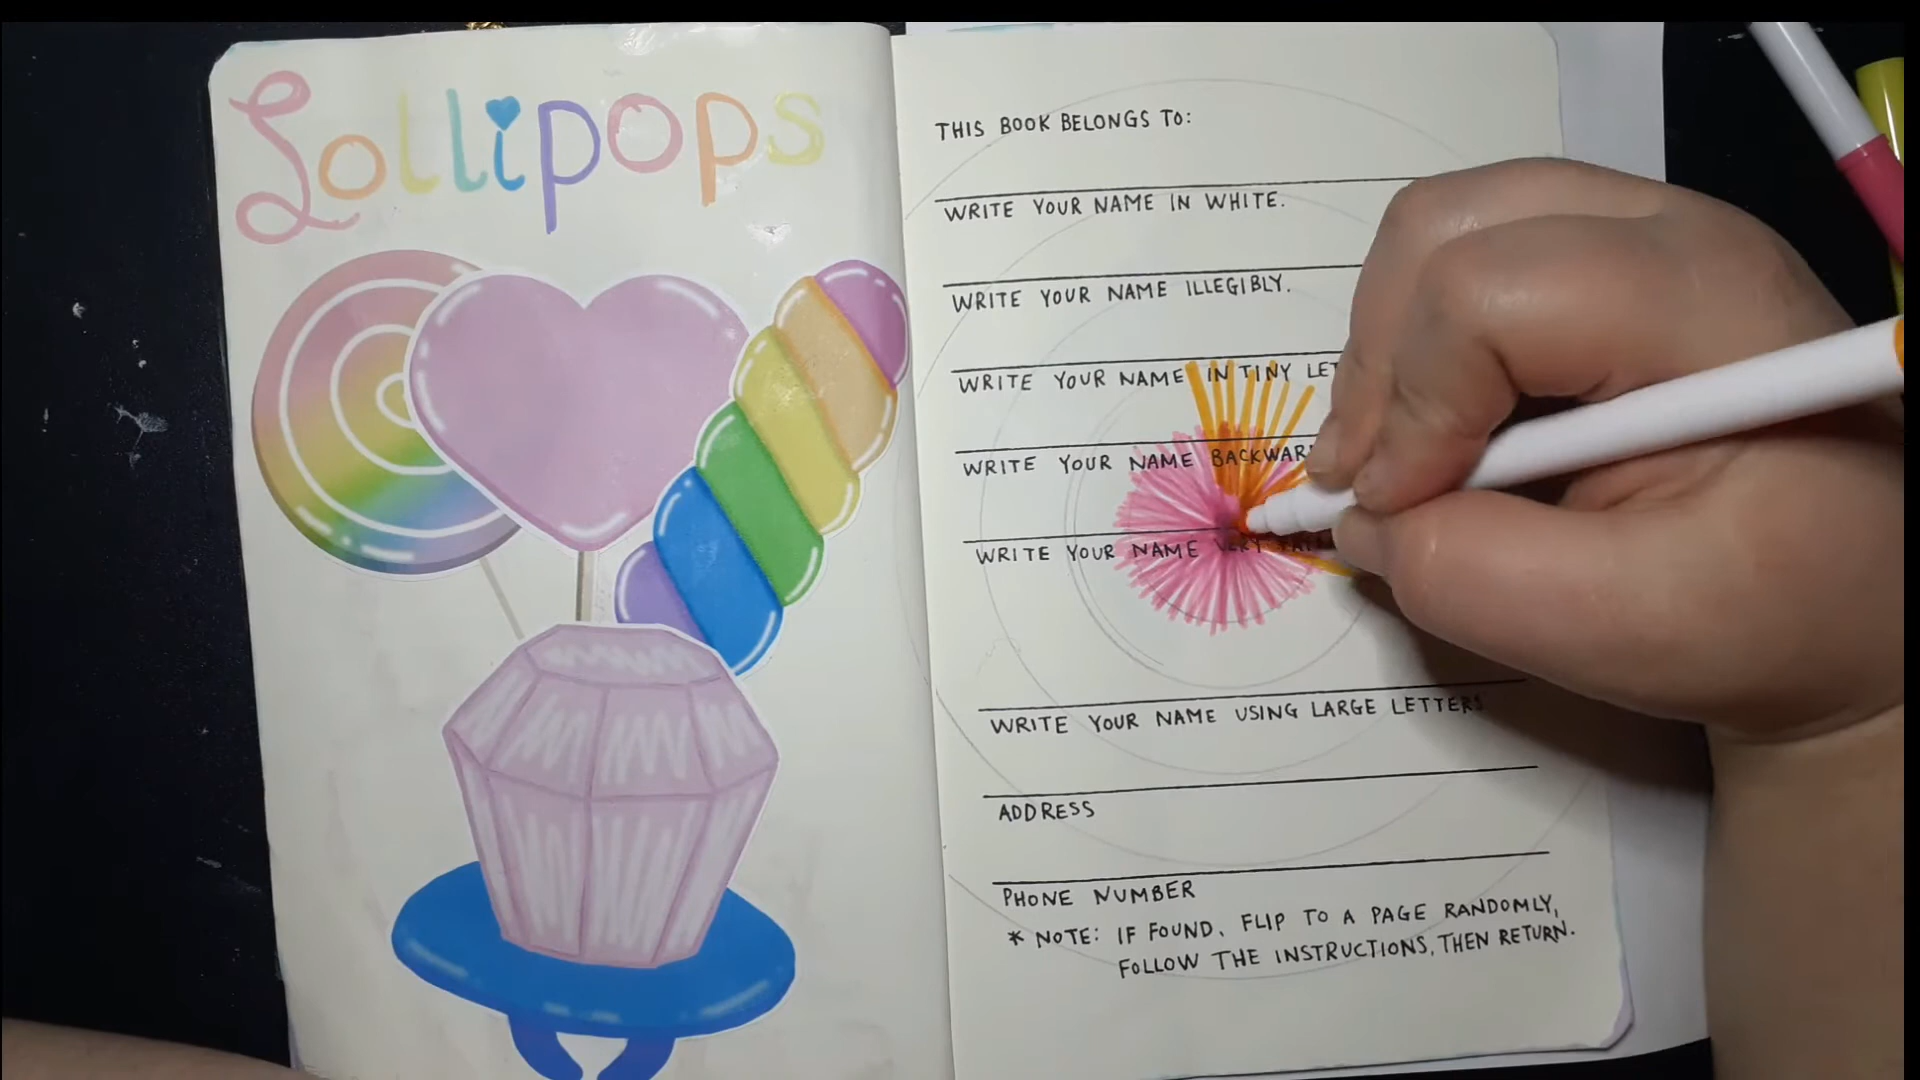 Lollipops
THIS BOOK BELONGS TO:
WRITE YOUR NAME IN WHITE.
WRITE YOUR NAME ILLEGIBLY.
WRITE YOUR NAME IN TINY
WRITE YOUR NAME
WRITE YOUR NAME VERY
WRITE YOUR NAME USING LARGE LETTERS
ADDRESS
PHONE NUMBER
* NOTE: IF FOUND, FLIP TO A PAGE RANDOMLY,
FOLLOW THE INSTRUCTIONS, THEN RETURN.